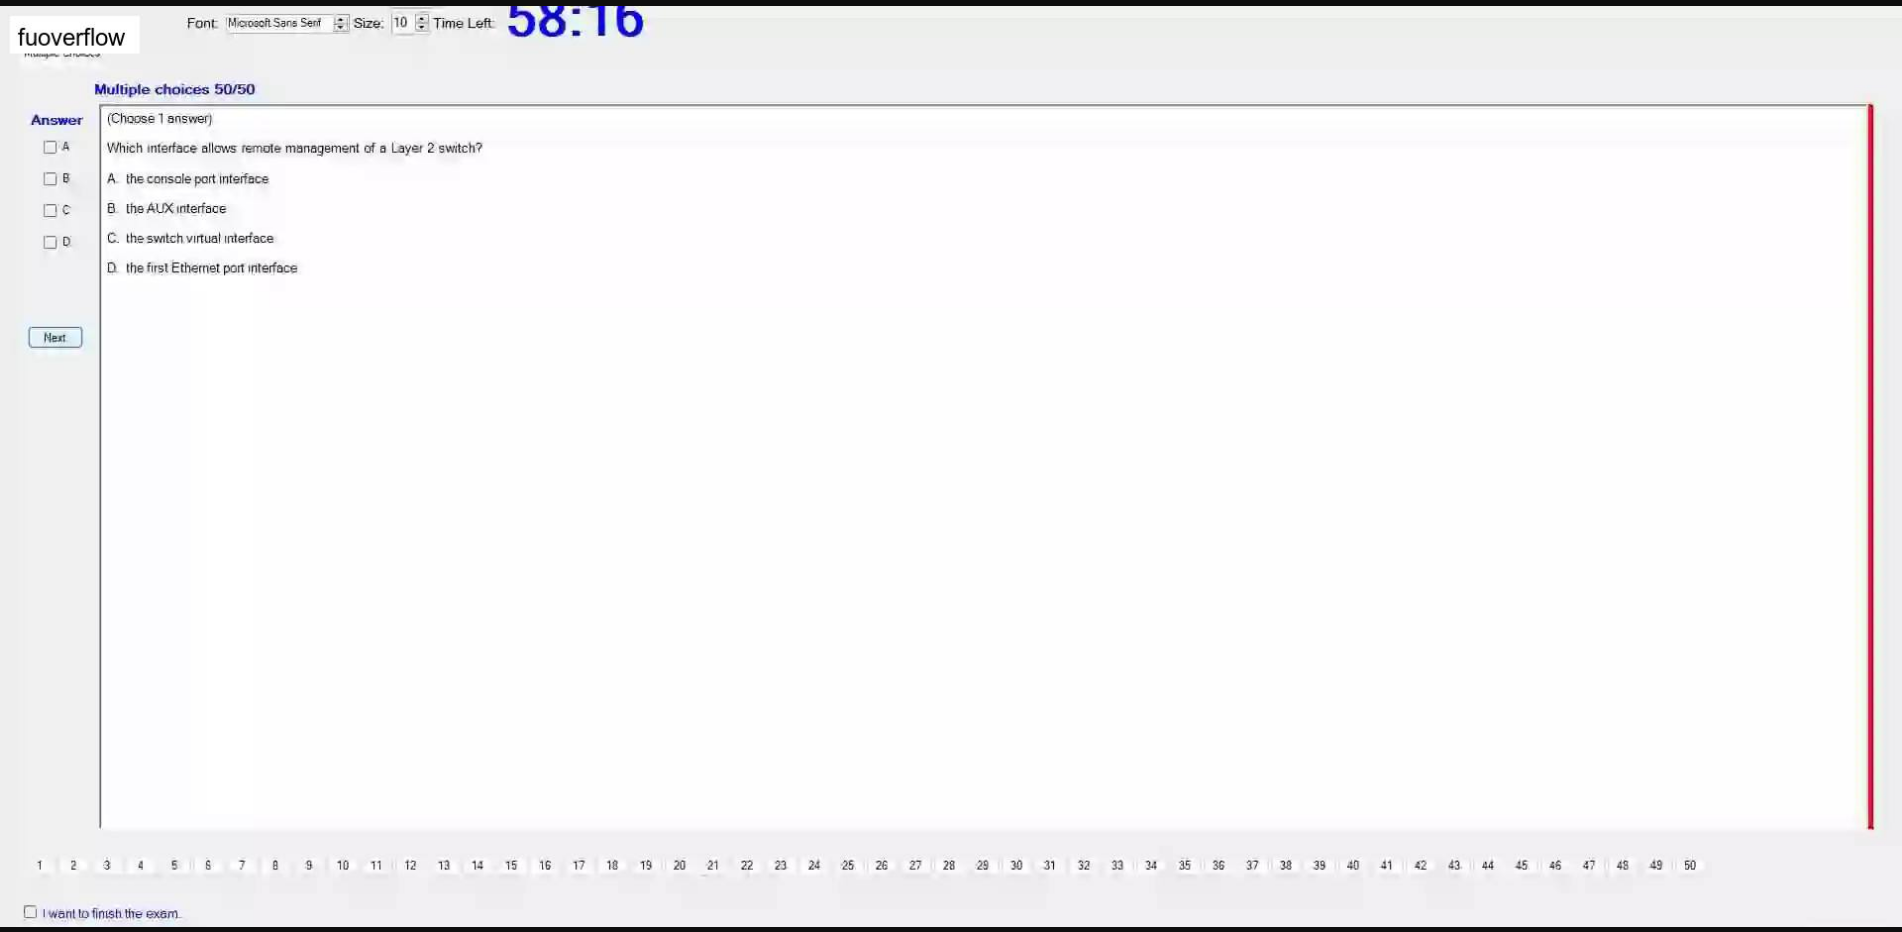 Font: Microsoft Sans Serif Size: 10 Time Left: 58:16
fuoverflow
Multiple choices
Multiple choices 50/50
Answer
(Choose 1 answer)
A
Which interface allows remote management of a Layer 2 switch?
B
A. the console port interface
C
B. the AUX interface
D
C. the switch virtual interface
D. the first Ethernet port interface
Next
1 2 3 4 5 6 7 8 9 10 11 12 13 14 15 16 17 18 19 20 21 22 23 24 25 26 27 28 29 30 31 32 33 34 35 36 37 38 39 40 41 42 43 44 45 46 47 48 49 50
I want to finish the exam.